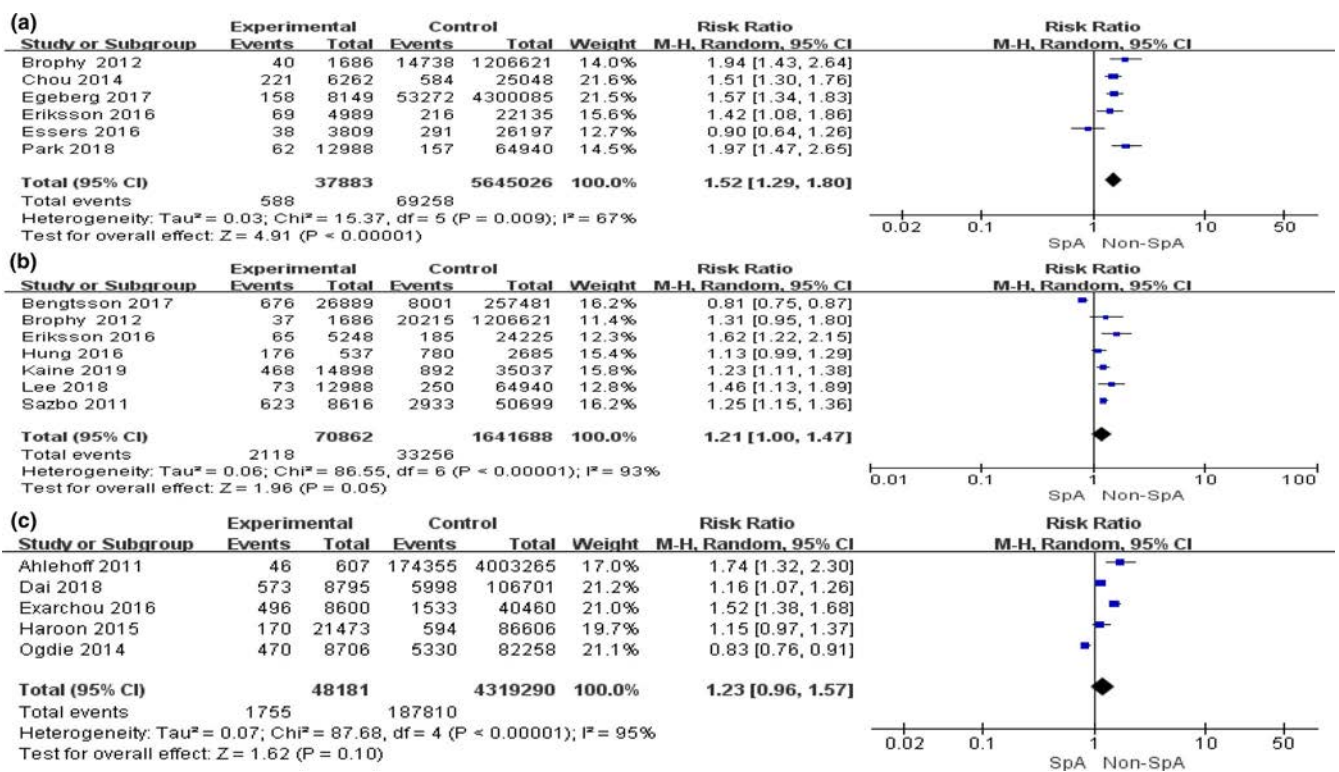 (a)
Experimental Control Risk Ratio Risk Ratio
Study or Subgroup Events Total Events Total Weight M-H, Random, 95% CI M-H, Random, 95% CI
Brophy 2012 40 1686 14738 1206621 14.0% 1.94 [1.43, 2.64]
Chou 2014 221 6262 584 25048 21.6% 1.51 [1.30, 1.76]
Egeberg 2017 158 8149 53272 4300085 21.5% 1.57 [1.34, 1.83]
Eriksson 2016 69 4989 216 22135 15.6% 1.42 [1.08, 1.86]
Essers 2016 38 3809 291 26197 12.7% 0.90 [0.64, 1.26]
Park 2018 62 12988 157 64940 14.5% 1.97 [1.47, 2.65]
Total (95% CI) 37883 5645026 100.0% 1.52 [1.29, 1.80]
Total events 588 69258
Heterogeneity: Tau² = 0.03; Chi² = 15.37, df = 5 (P = 0.009); I² = 67%
Test for overall effect: Z = 4.91 (P < 0.00001)
0.02 0.1 1 10 50
SpA Non-SpA
(b)
Experimental Control Risk Ratio Risk Ratio
Study or Subgroup Events Total Events Total Weight M-H, Random, 95% CI M-H, Random, 95% CI
Bengtsson 2017 676 26889 8001 257481 16.2% 0.81 [0.75, 0.87]
Brophy 2012 37 1686 20215 1206621 11.4% 1.31 [0.95, 1.80]
Eriksson 2016 65 5248 185 24225 12.3% 1.62 [1.22, 2.15]
Hung 2016 176 537 780 2685 15.4% 1.13 [0.99, 1.29]
Kaine 2019 468 14898 892 35037 15.8% 1.23 [1.11, 1.38]
Lee 2018 73 12988 250 64940 12.8% 1.46 [1.13, 1.89]
Sazbo 2011 623 8616 2933 50699 16.2% 1.25 [1.15, 1.36]
Total (95% CI) 70862 1641688 100.0% 1.21 [1.00, 1.47]
Total events 2118 33256
Heterogeneity: Tau² = 0.06; Chi² = 86.55, df = 6 (P < 0.00001); I² = 93%
Test for overall effect: Z = 1.96 (P = 0.05)
0.01 0.1 1 10 100
SpA Non-SpA
(c)
Experimental Control Risk Ratio Risk Ratio
Study or Subgroup Events Total Events Total Weight M-H, Random, 95% CI M-H, Random, 95% CI
Ahlehoff 2011 46 607 174355 4003265 17.0% 1.74 [1.32, 2.30]
Dai 2018 573 8795 5998 106701 21.2% 1.16 [1.07, 1.26]
Exarchou 2016 496 8600 1533 40460 21.0% 1.52 [1.38, 1.68]
Haroon 2015 170 21473 594 86606 19.7% 1.15 [0.97, 1.37]
Ogdie 2014 470 8706 5330 82258 21.1% 0.83 [0.76, 0.91]
Total (95% CI) 48181 4319290 100.0% 1.23 [0.96, 1.57]
Total events 1755 187810
Heterogeneity: Tau² = 0.07; Chi² = 87.68, df = 4 (P < 0.00001); I² = 95%
Test for overall effect: Z = 1.62 (P = 0.10)
0.02 0.1 1 10 50
SpA Non-SpA